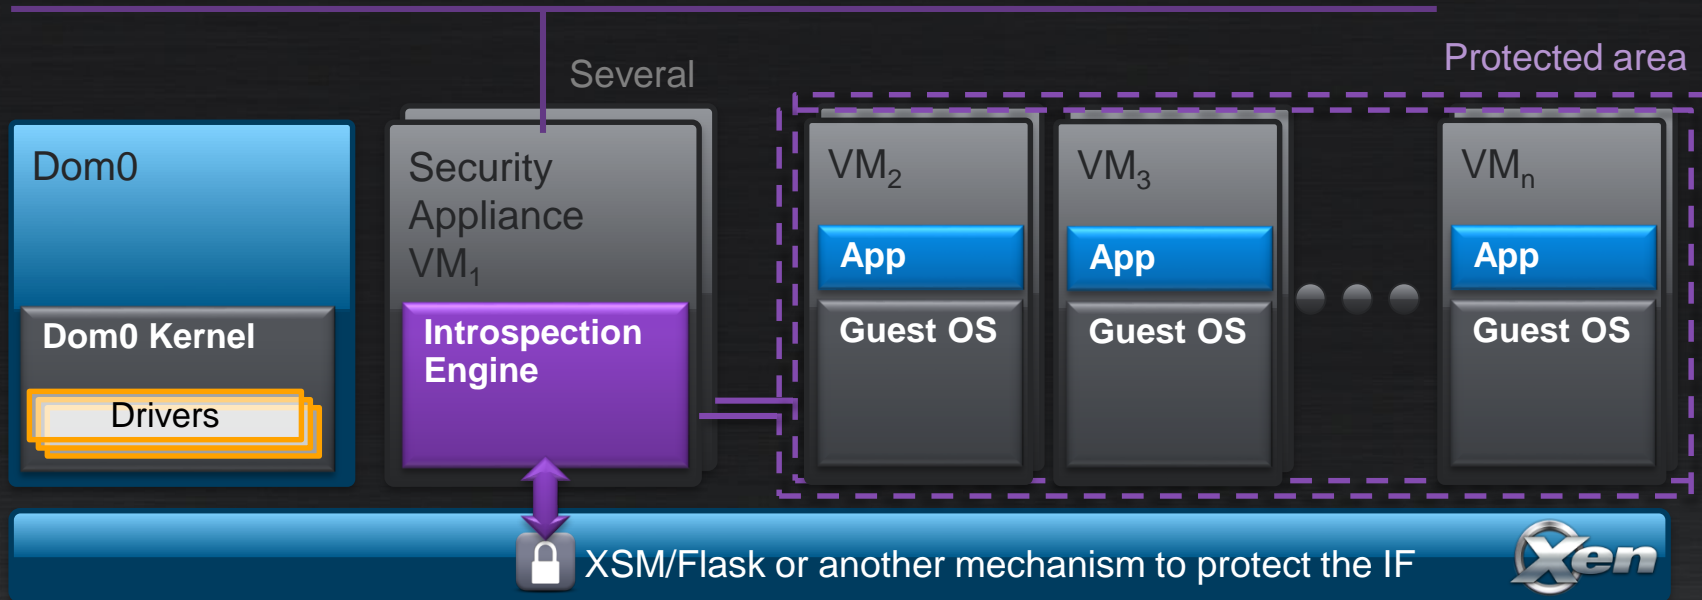 Several
Protected area
Dom0
Dom0 Kernel
Drivers
Security
Appliance
VM₁
Introspection
Engine
VM₂
App
Guest OS
VM₃
App
Guest OS
VMₙ
App
Guest OS
XSM/Flask or another mechanism to protect the IF
Xen